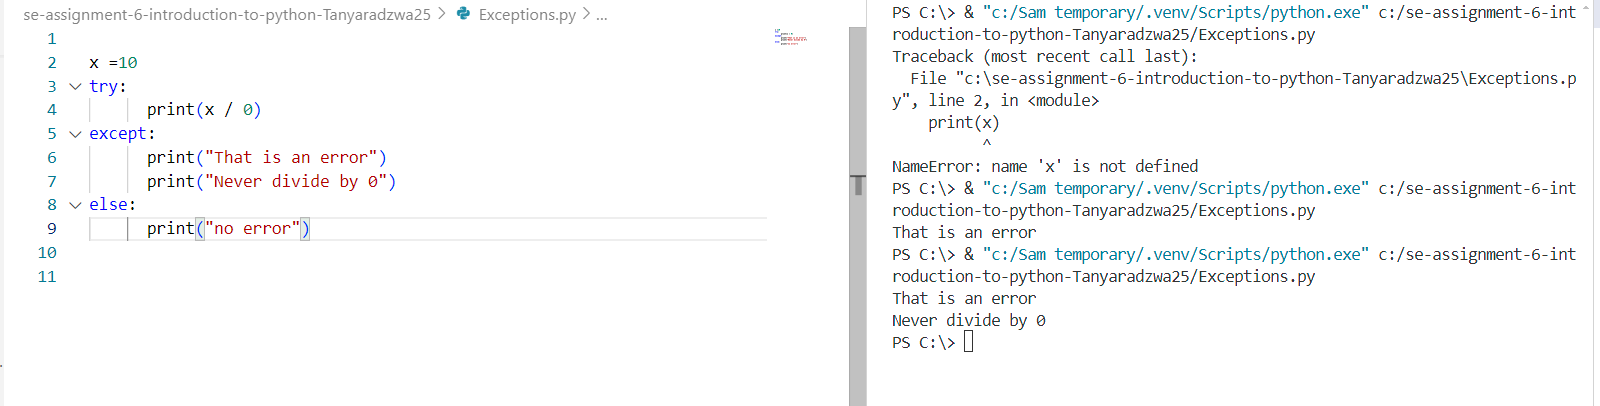 se-assignment-6-introduction-to-python-Tanyaradzwa25 > Exceptions.py > ...
1
2 x =10
3 try:
4 print(x / 0)
5 except:
6 print("That is an error")
7 print("Never divide by 0")
8 else:
9 print("no error")
10
11
PS C:\> & "c:/Sam temporary/.venv/Scripts/python.exe" c:/se-assignment-6-int
roduction-to-python-Tanyaradzwa25/Exceptions.py
Traceback (most recent call last):
File "c:\se-assignment-6-introduction-to-python-Tanyaradzwa25\Exceptions.p
y", line 2, in <module>
print(x)
^
NameError: name 'x' is not defined
PS C:\> & "c:/Sam temporary/.venv/Scripts/python.exe" c:/se-assignment-6-int
roduction-to-python-Tanyaradzwa25/Exceptions.py
That is an error
PS C:\> & "c:/Sam temporary/.venv/Scripts/python.exe" c:/se-assignment-6-int
roduction-to-python-Tanyaradzwa25/Exceptions.py
That is an error
Never divide by 0
PS C:\>